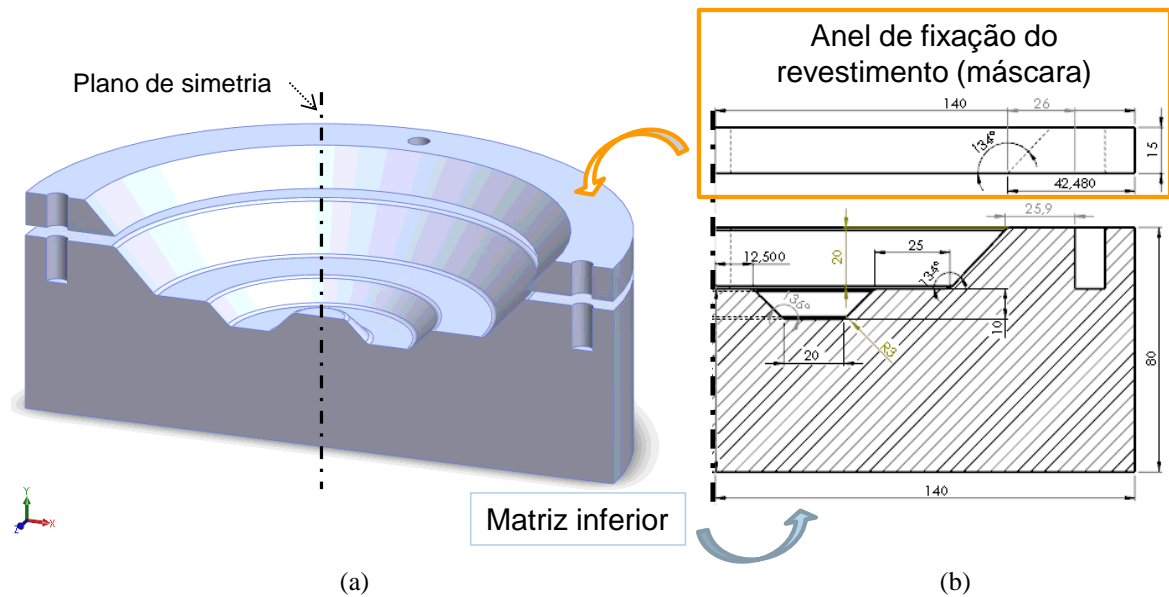 Plano de simetria
Anel de fixação do
revestimento (máscara)
140
26
134°
15
42,480
25,9
12,500
20
25
134°
136°
10
20
R3
80
140
Matriz inferior
Y
X
Z
(a)
(b)